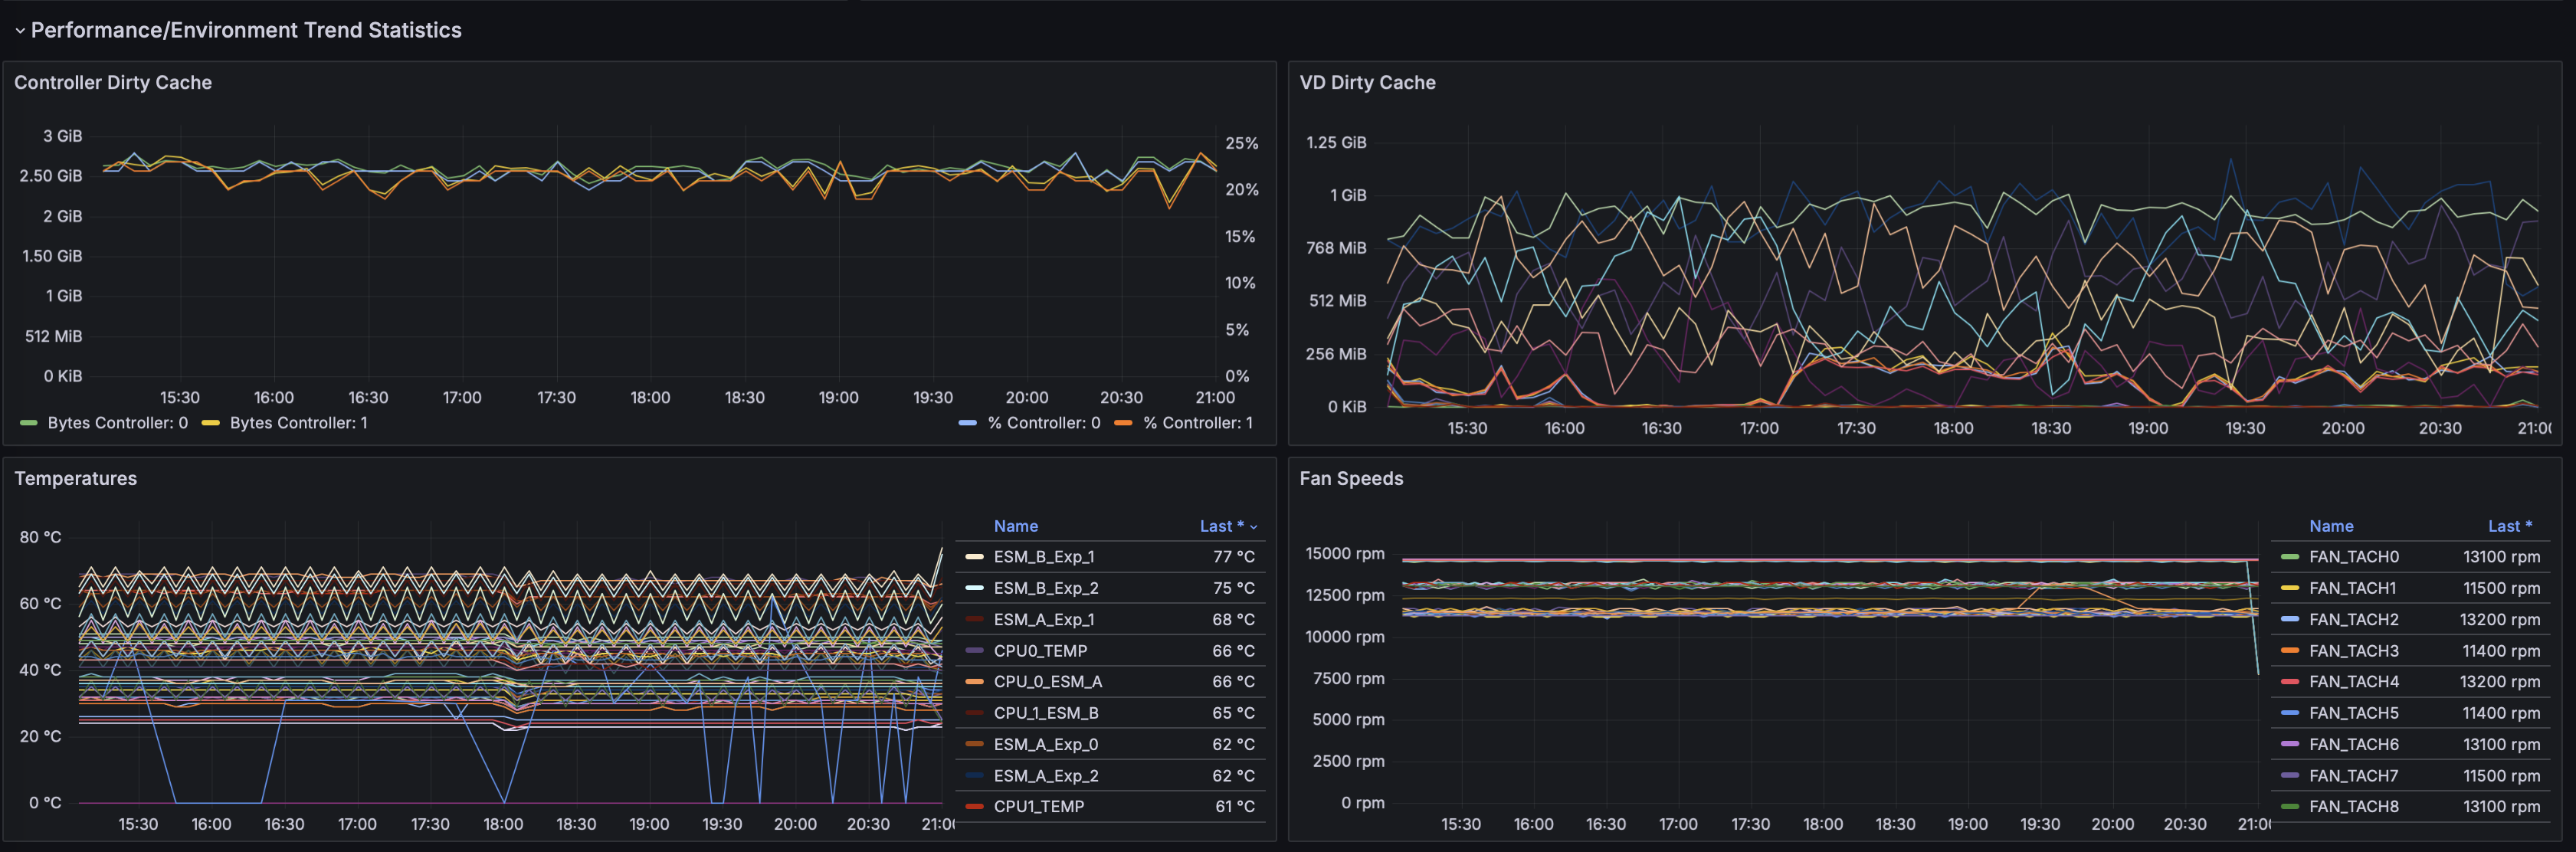 Performance/Environment Trend Statistics
Controller Dirty Cache
3 GiB
2.50 GiB
2 GiB
1.50 GiB
1 GiB
512 MiB
0 KiB
25%
20%
15%
10%
5%
0%
15:30 16:00 16:30 17:00 17:30 18:00 18:30 19:00 19:30 20:00 20:30 21:00
Bytes Controller: 0 Bytes Controller: 1 % Controller: 0 % Controller: 1
VD Dirty Cache
1.25 GiB
1 GiB
768 MiB
512 MiB
256 MiB
0 KiB
15:30 16:00 16:30 17:00 17:30 18:00 18:30 19:00 19:30 20:00 20:30 21:0
Temperatures
80 °C
60 °C
40 °C
20 °C
0 °C
15:30 16:00 16:30 17:00 17:30 18:00 18:30 19:00 19:30 20:00 20:30 21:0
Name Last *
ESM_B_Exp_1 77 °C
ESM_B_Exp_2 75 °C
ESM_A_Exp_1 68 °C
CPU0_TEMP 66 °C
CPU_0_ESM_A 66 °C
CPU_1_ESM_B 65 °C
ESM_A_Exp_0 62 °C
ESM_A_Exp_2 62 °C
CPU1_TEMP 61 °C
Fan Speeds
15000 rpm
12500 rpm
10000 rpm
7500 rpm
5000 rpm
2500 rpm
0 rpm
15:30 16:00 16:30 17:00 17:30 18:00 18:30 19:00 19:30 20:00 20:30 21:0
Name Last *
FAN_TACH0 13100 rpm
FAN_TACH1 11500 rpm
FAN_TACH2 13200 rpm
FAN_TACH3 11400 rpm
FAN_TACH4 13200 rpm
FAN_TACH5 11400 rpm
FAN_TACH6 13100 rpm
FAN_TACH7 11500 rpm
FAN_TACH8 13100 rpm